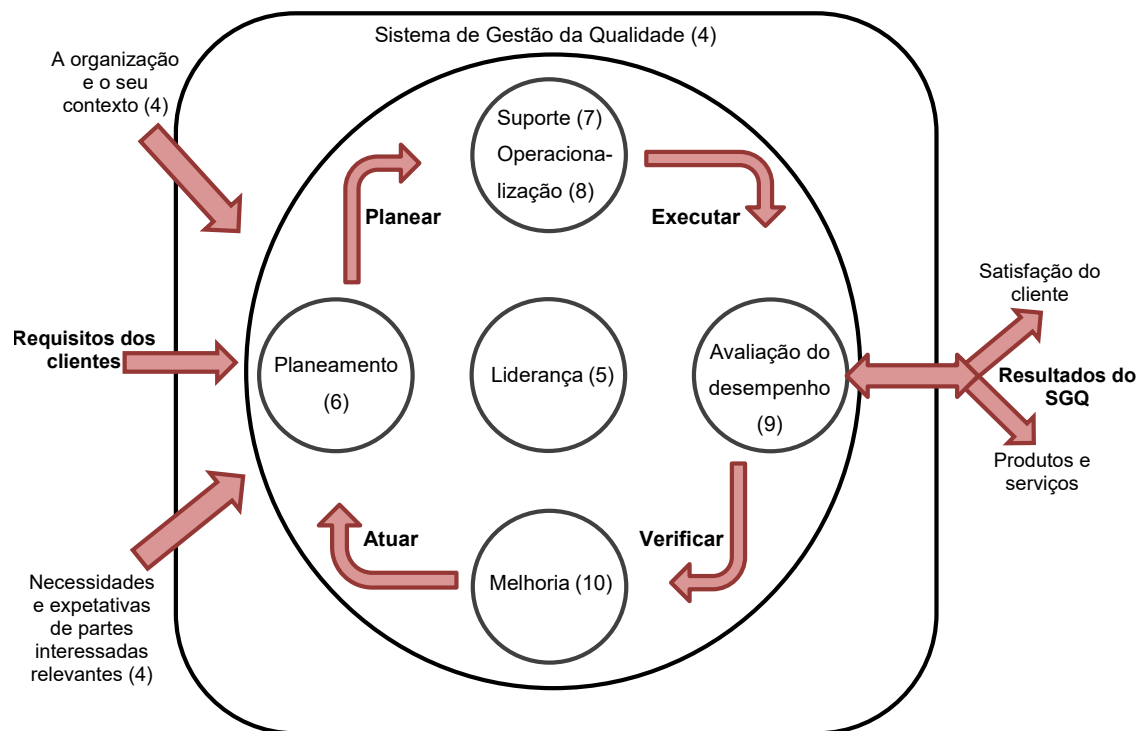 Sistema de Gestão da Qualidade (4)
A organização
e o seu
contexto (4)
Suporte (7)
Operaciona-
lização (8)
Planear
Executar
Satisfação do
cliente
Requisitos dos
clientes
Planeamento
(6)
Liderança (5)
Avaliação do
desempenho
(9)
Resultados do
SGQ
Produtos e
serviços
Atuar
Verificar
Melhoria (10)
Necessidades
e expetativas
de partes
interessadas
relevantes (4)